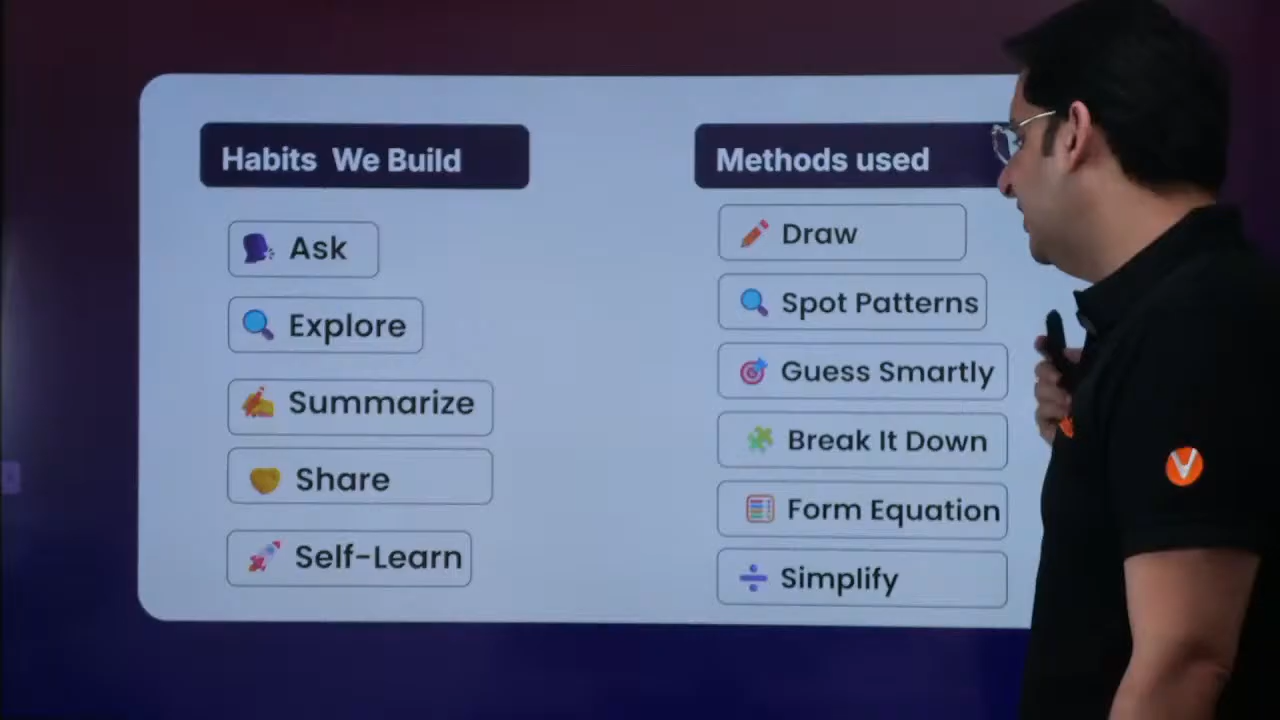 Habits We Build
Ask
Explore
Summarize
Share
Self-Learn
Methods used
Draw
Spot Patterns
Guess Smartly
Break It Down
Form Equation
Simplify
V